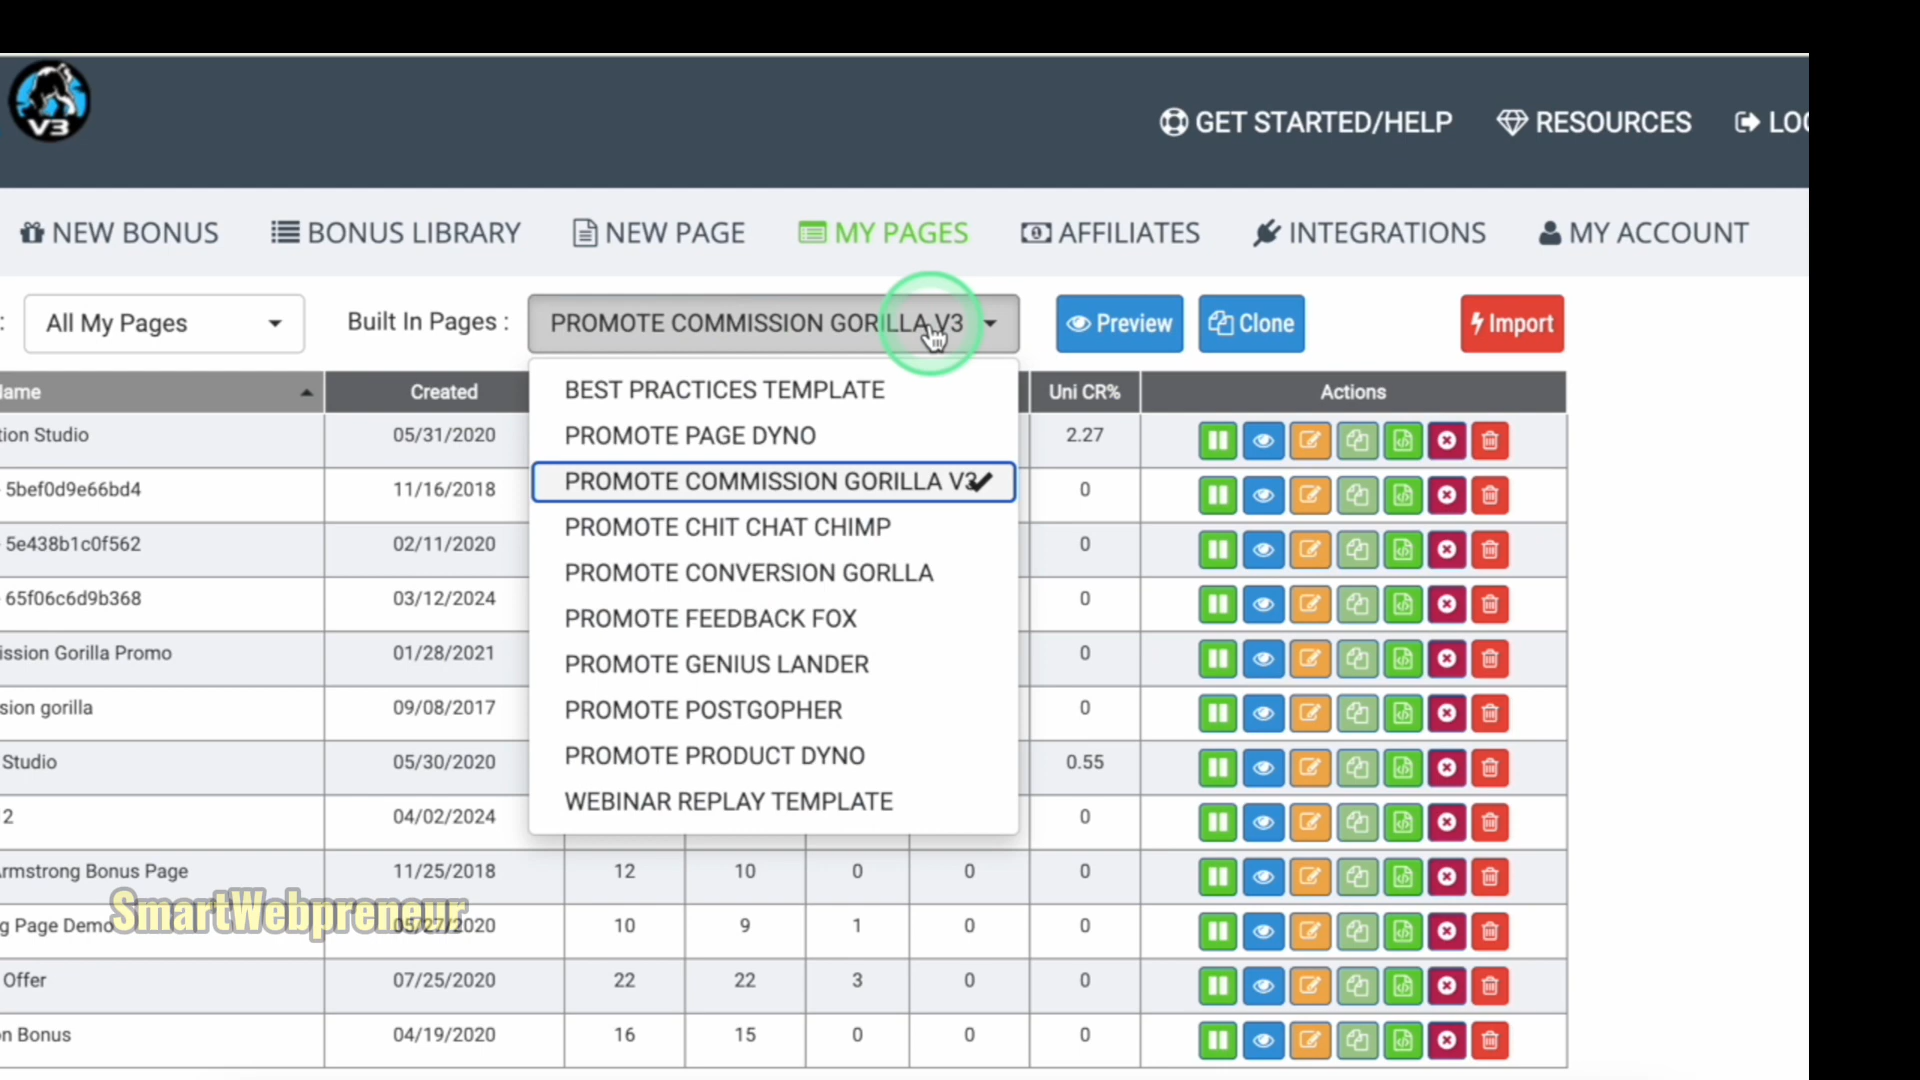 V3
GET STARTED/HELP RESOURCES
NEW BONUS BONUS LIBRARY NEW PAGE MY PAGES AFFILIATES INTEGRATIONS MY ACCOUNT
: All My Pages Built In Pages : PROMOTE COMMISSION GORILLA V3 Preview Clone Import
BEST PRACTICES TEMPLATE
PROMOTE PAGE DYNO
PROMOTE COMMISSION GORILLA V3
PROMOTE CHIT CHAT CHIMP
PROMOTE CONVERSION GORLLA
PROMOTE FEEDBACK FOX
PROMOTE GENIUS LANDER
PROMOTE POSTGOPHER
PROMOTE PRODUCT DYNO
WEBINAR REPLAY TEMPLATE
Created Uni CR% Actions
tion Studio 05/31/2020 2.27
5bef0d9e66bd4 11/16/2018 0
5e438b1c0f562 02/11/2020 0
65f06c6d9b368 03/12/2024 0
ission Gorilla Promo 01/28/2021 0
sion gorilla 09/08/2017 0
Studio 05/30/2020 0.55
2 04/02/2024 0
rmstrong Bonus Page 11/25/2018 12 10 0 0 0
g Page Demo 05/27/2020 10 9 1 0 0
Offer 07/25/2020 22 22 3 0 0
n Bonus 04/19/2020 16 15 0 0 0
SmartWebpreneur